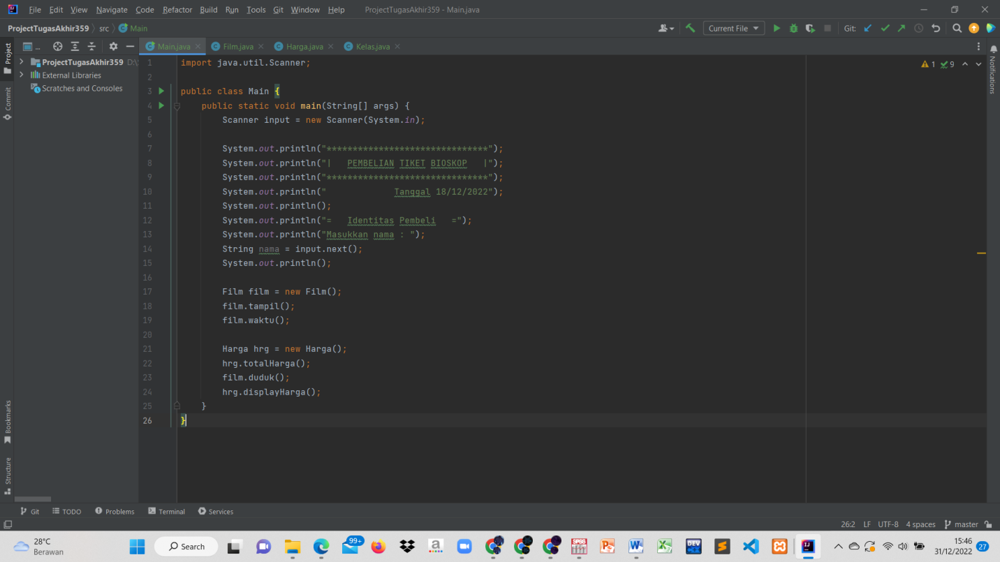 File Edit View Navigate Code Refactor Build Run Tools Git Window Help ProjectTugasAkhir359 - Main.java
ProjectTugasAkhir359 src Main Current File Git:
Project ... Main.java Film.java Harga.java Kelas.java
ProjectTugasAkhir359 D:\
External Libraries
Scratches and Consoles
Commit
Bookmarks
Structure
Notifications
1 9
1 import java.util.Scanner;
2
3 public class Main {
4 public static void main(String[] args) {
5 Scanner input = new Scanner(System.in);
6
7 System.out.println("*******************************");
8 System.out.println("|   PEMBELIAN TIKET BIOSKOP   |");
9 System.out.println("*******************************");
10 System.out.println("             Tanggal 18/12/2022");
11 System.out.println();
12 System.out.println("=   Identitas Pembeli   =");
13 System.out.println("Masukkan nama : ");
14 String nama = input.next();
15 System.out.println();
16
17 Film film = new Film();
18 film.tampil();
19 film.waktu();
20
21 Harga hrg = new Harga();
22 hrg.totalHarga();
23 film.duduk();
24 hrg.displayHarga();
25 }
26 }
Git TODO Problems Terminal Services
26:2 LF UTF-8 4 spaces master
28°C
Berawan
Search
99+
a
SPSS
P
W
X
DEV
15:46
31/12/2022
27